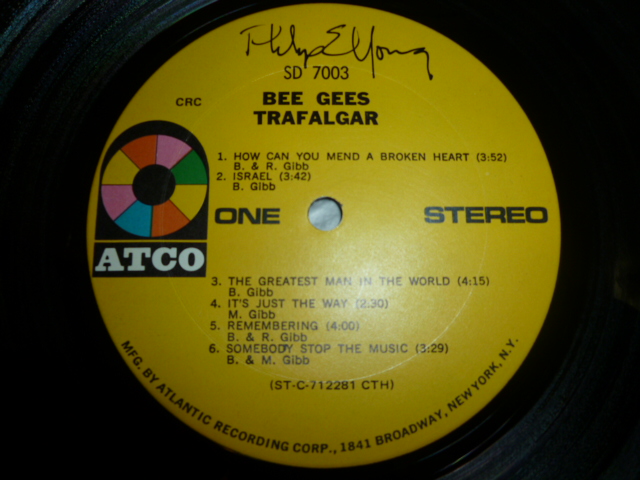 Philip E Young
SD 7003
CRC
BEE GEES
TRAFALGAR
1. HOW CAN YOU MEND A BROKEN HEART (3:52)
B. & R. Gibb
2. ISRAEL (3:42)
B. Gibb
ONE
STEREO
ATCO
3. THE GREATEST MAN IN THE WORLD (4:15)
B. Gibb
4. IT'S JUST THE WAY (2.30)
M. Gibb
5. REMEMBERING (4:00)
B. & R. Gibb
6. SOMEBODY STOP THE MUSIC (3:29)
B. & M. Gibb
(ST-C-712281 CTH)
MFG. BY ATLANTIC RECORDING CORP., 1841 BROADWAY, NEW YORK, N.Y.